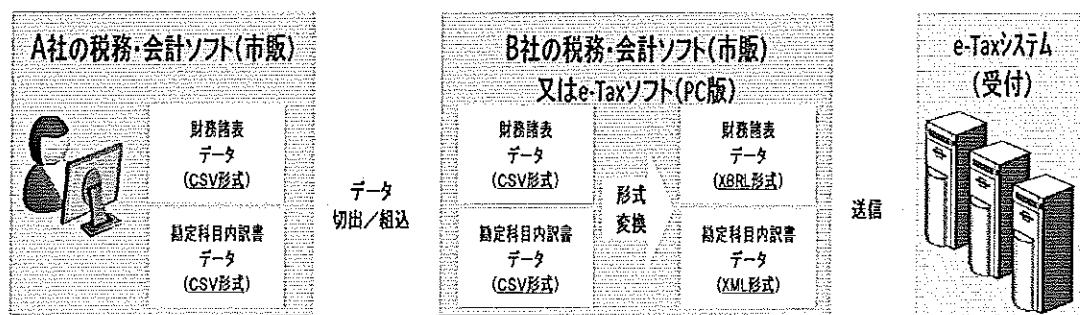 A社の税務・会計ソフト(市販)
財務諸表
データ
(CSV形式)
勘定科目内訳書
データ
(CSV形式)
データ
切出／組込
B社の税務・会計ソフト(市販)
又はe-Taxソフト(PC版)
財務諸表
データ
(CSV形式)
勘定科目内訳書
データ
(CSV形式)
形式
変換
財務諸表
データ
(XBRL形式)
勘定科目内訳書
データ
(XML形式)
送信
e-Taxシステム
(受付)